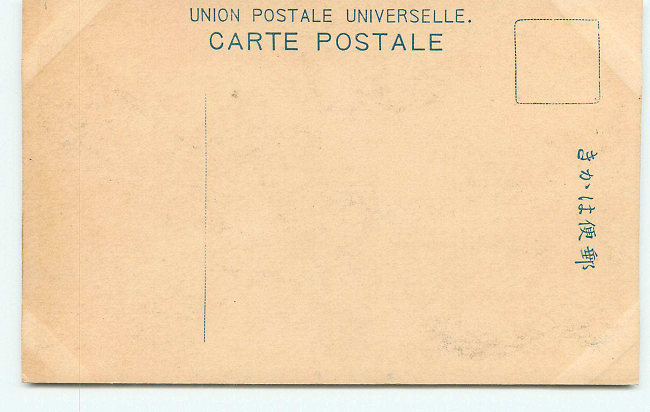 UNION POSTALE UNIVERSELLE.
CARTE POSTALE
郵便はかき